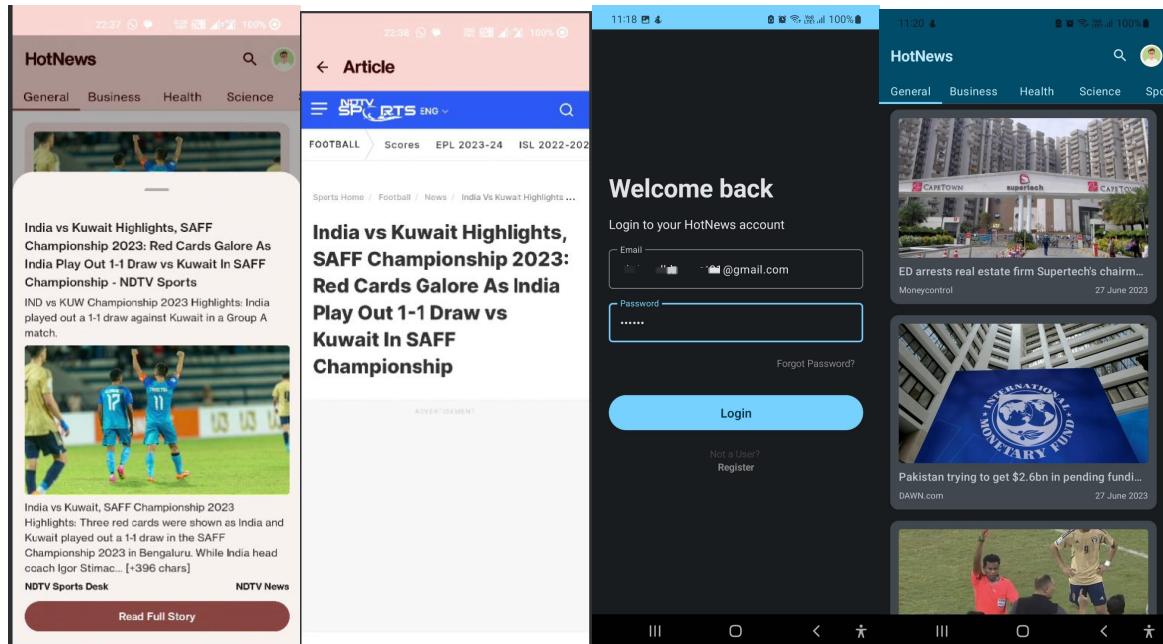 22:37 100%
HotNews
General Business Health Science
India vs Kuwait Highlights, SAFF
Championship 2023: Red Cards Galore As
India Play Out 1-1 Draw vs Kuwait In SAFF
Championship - NDTV Sports
IND vs KUW Championship 2023 Highlights: India
played out a 1-1 draw against Kuwait in a Group A
match.
17 11
India vs Kuwait, SAFF Championship 2023
Highlights: Three red cards were shown as India and
Kuwait played out a 1-1 draw in the SAFF
Championship 2023 in Bengaluru. While India head
coach Igor Stimac... [+396 chars]
NDTV Sports Desk NDTV News
Read Full Story
22:38 100%
Article
NDTV
SPORTS ENG
FOOTBALL Scores EPL 2023-24 ISL 2022-202
Sports Home / Football / News / India Vs Kuwait Highlights ...
India vs Kuwait Highlights,
SAFF Championship 2023:
Red Cards Galore As India
Play Out 1-1 Draw vs
Kuwait In SAFF
Championship
ADVERTISEMENT
11:18 100%
Welcome back
Login to your HotNews account
Email
@gmail.com
Password
••••••
Forgot Password?
Login
Not a User?
Register
11:20 100%
HotNews
General Business Health Science Spo
CAPETOWN supertech CAPETOWN
ED arrests real estate firm Supertech's chairm...
Moneycontrol 27 June 2023
INTERNATIONAL
MONETARY FUND
Pakistan trying to get $2.6bn in pending fundi...
DAWN.com 27 June 2023
9